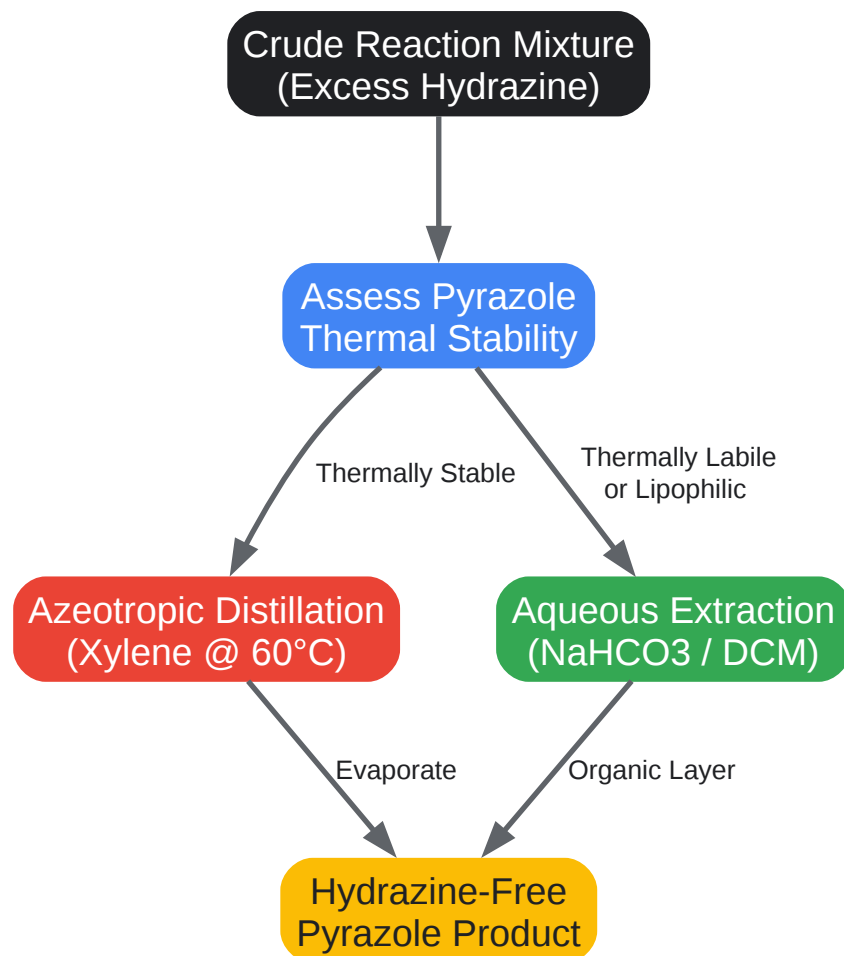 Crude Reaction Mixture
(Excess Hydrazine)
Assess Pyrazole
Thermal Stability
Thermally Stable
Thermally Labile
or Lipophilic
Azeotropic Distillation
(Xylene @ 60°C)
Aqueous Extraction
(NaHCO3 / DCM)
Evaporate
Organic Layer
Hydrazine-Free
Pyrazole Product